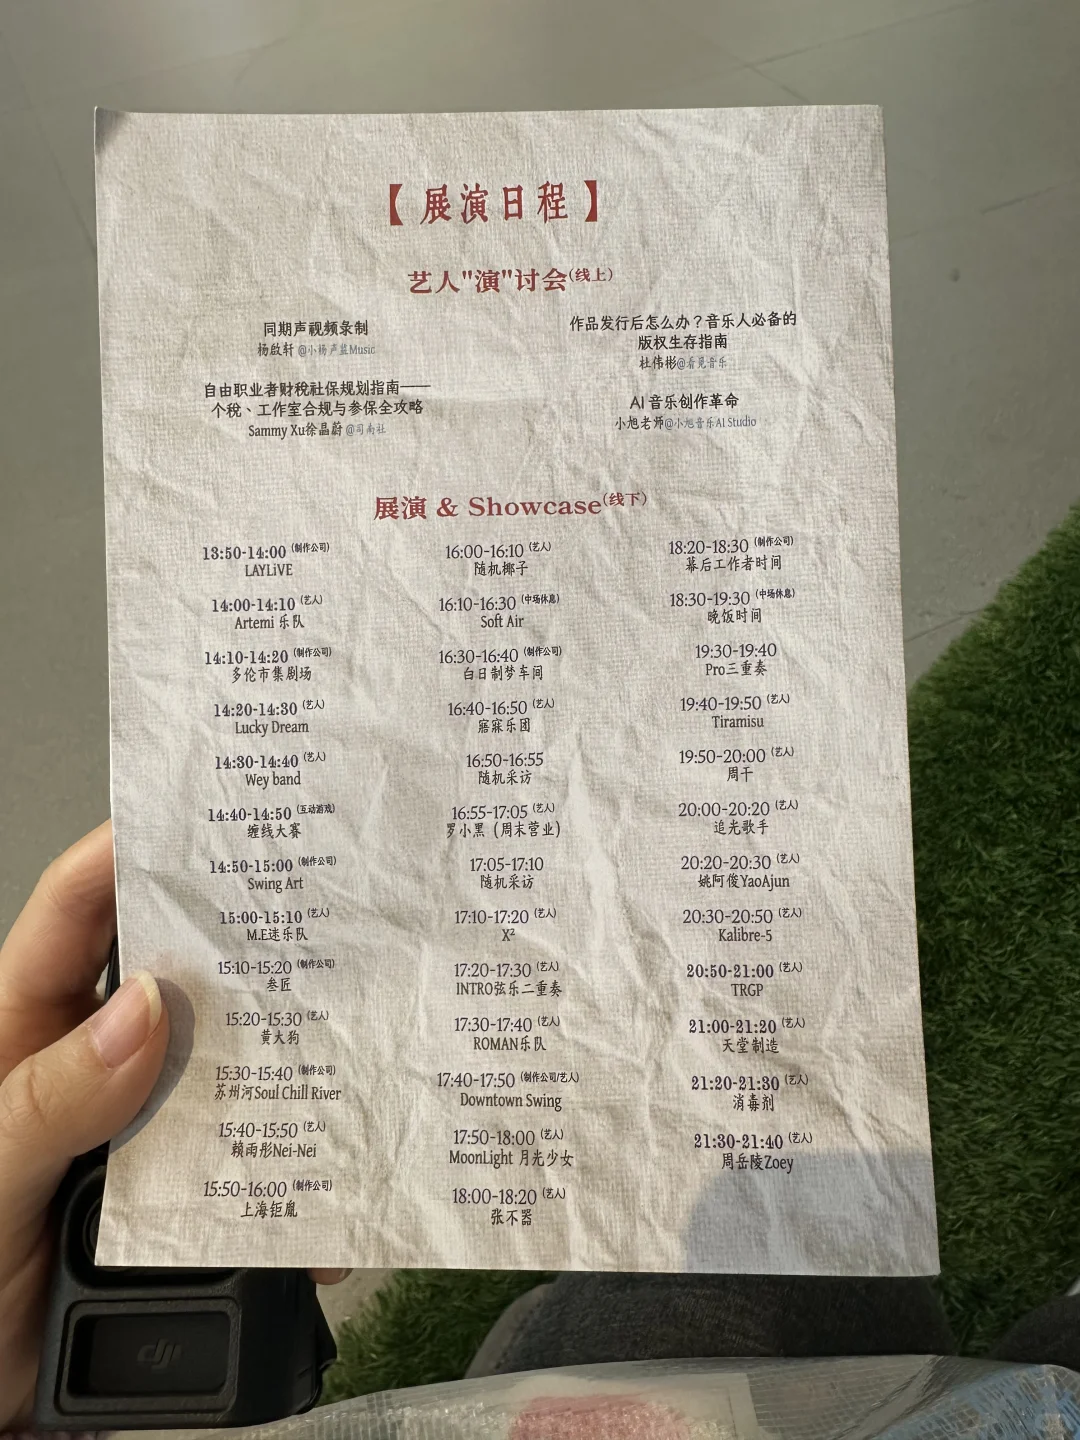 【展演日程】
艺人"演"讨会(线上)
同期声视频录制
杨啟轩 @小杨声监Music
自由职业者财税社保规划指南——
个税、工作室合规与参保全攻略
Sammy Xu徐晶蔚 @司南社
作品发行后怎么办？音乐人必备的
版权生存指南
杜伟彬@看见音乐
AI 音乐创作革命
小旭老师@小旭音乐AI Studio
展演 & Showcase(线下)
13:50-14:00 (制作公司)
LAYLiVE
14:00-14:10 (艺人)
Artemi 乐队
14:10-14:20 (制作公司)
多伦市集剧场
14:20-14:30 (艺人)
Lucky Dream
14:30-14:40 (艺人)
Wey band
14:40-14:50 (互动游戏)
缠线大赛
14:50-15:00 (制作公司)
Swing Art
15:00-15:10 (艺人)
M.E迷乐队
15:10-15:20 (制作公司)
叁匠
15:20-15:30 (艺人)
黄大狗
15:30-15:40 (制作公司)
苏州河Soul Chill River
15:40-15:50 (艺人)
赖雨彤Nei-Nei
15:50-16:00 (制作公司)
上海钜胤
16:00-16:10 (艺人)
随机椰子
16:10-16:30 (中场休息)
Soft Air
16:30-16:40 (制作公司)
白日制梦车间
16:40-16:50 (艺人)
寤寐乐团
16:50-16:55
随机采访
16:55-17:05 (艺人)
罗小黑（周末营业）
17:05-17:10
随机采访
17:10-17:20 (艺人)
X²
17:20-17:30 (艺人)
INTRO弦乐二重奏
17:30-17:40 (艺人)
ROMAN乐队
17:40-17:50 (制作公司/艺人)
Downtown Swing
17:50-18:00 (艺人)
MoonLight 月光少女
18:00-18:20 (艺人)
张不器
18:20-18:30 (制作公司)
幕后工作者时间
18:30-19:30 (中场休息)
晚饭时间
19:30-19:40
Pro三重奏
19:40-19:50 (艺人)
Tiramisu
19:50-20:00 (艺人)
周干
20:00-20:20 (艺人)
追光歌手
20:20-20:30 (艺人)
姚阿俊YaoAjun
20:30-20:50 (艺人)
Kalibre-5
20:50-21:00 (艺人)
TRGP
21:00-21:20 (艺人)
天堂制造
21:20-21:30 (艺人)
消毒剂
21:30-21:40 (艺人)
周岳陵Zoey
dji